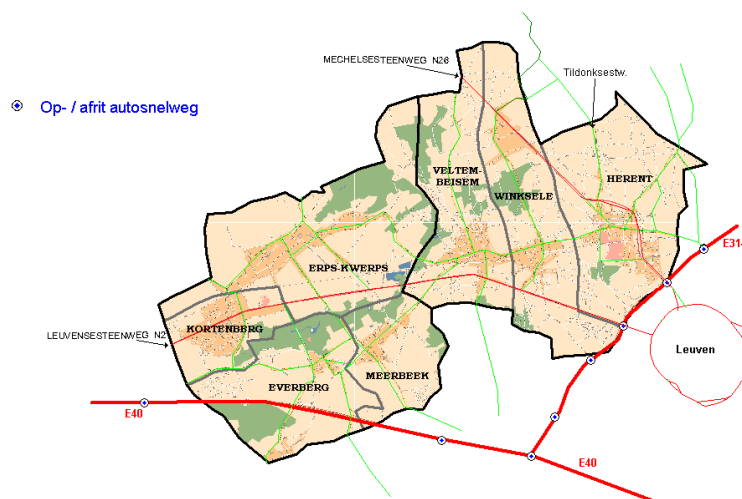 MECHELSESTEENWEG N26
Tildonksestw.
Op- / afrit autosnelweg
VELTEM-
BEISEM
HERENT
WINKSELE
E314
ERPS-KWERPS
KORTENBERG
LEUVENSESTEENWEG N2
Leuven
MEERBEEK
EVERBERG
E40
E40